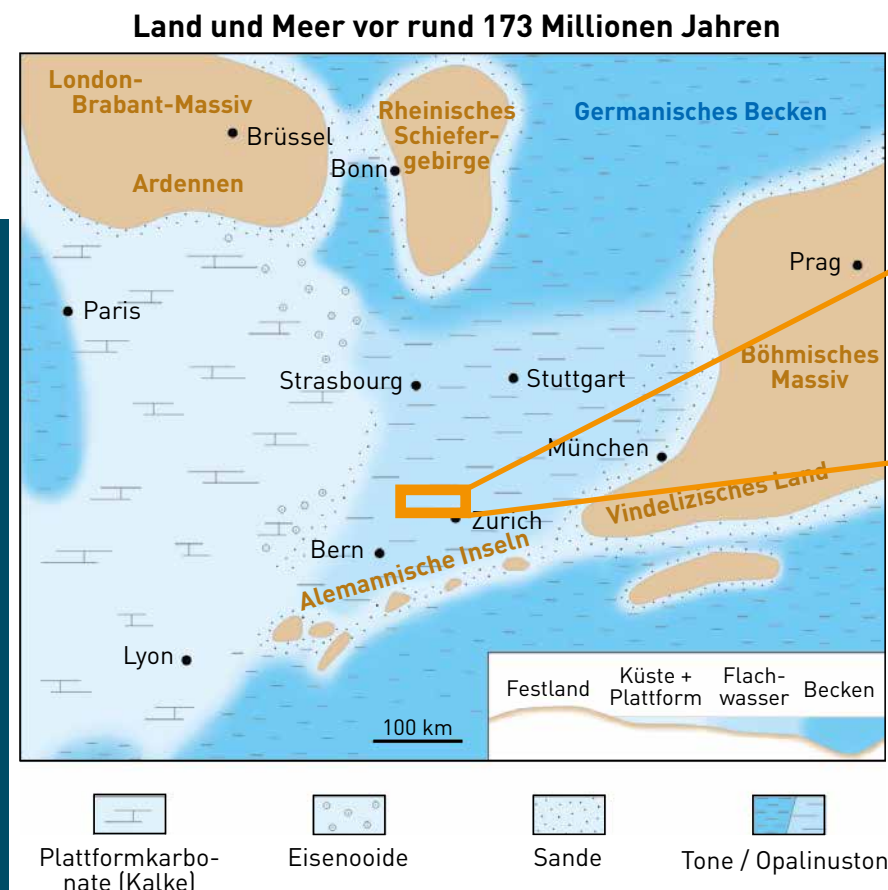 Land und Meer vor rund 173 Millionen Jahren
London-
Brabant-Massiv
Brüssel
Ardennen
Rheinisches
Schiefer-
gebirge
Bonn
Germanisches Becken
Prag
Paris
Böhmisches
Massiv
Strasbourg
Stuttgart
München
Vindelizisches Land
Zürich
Bern
Alemannische Inseln
Lyon
100 km
Festland
Küste +
Plattform
Flach-
wasser
Becken
Plattformkarbo-
nate (Kalke)
Eisenooide
Sande
Tone / Opalinuston